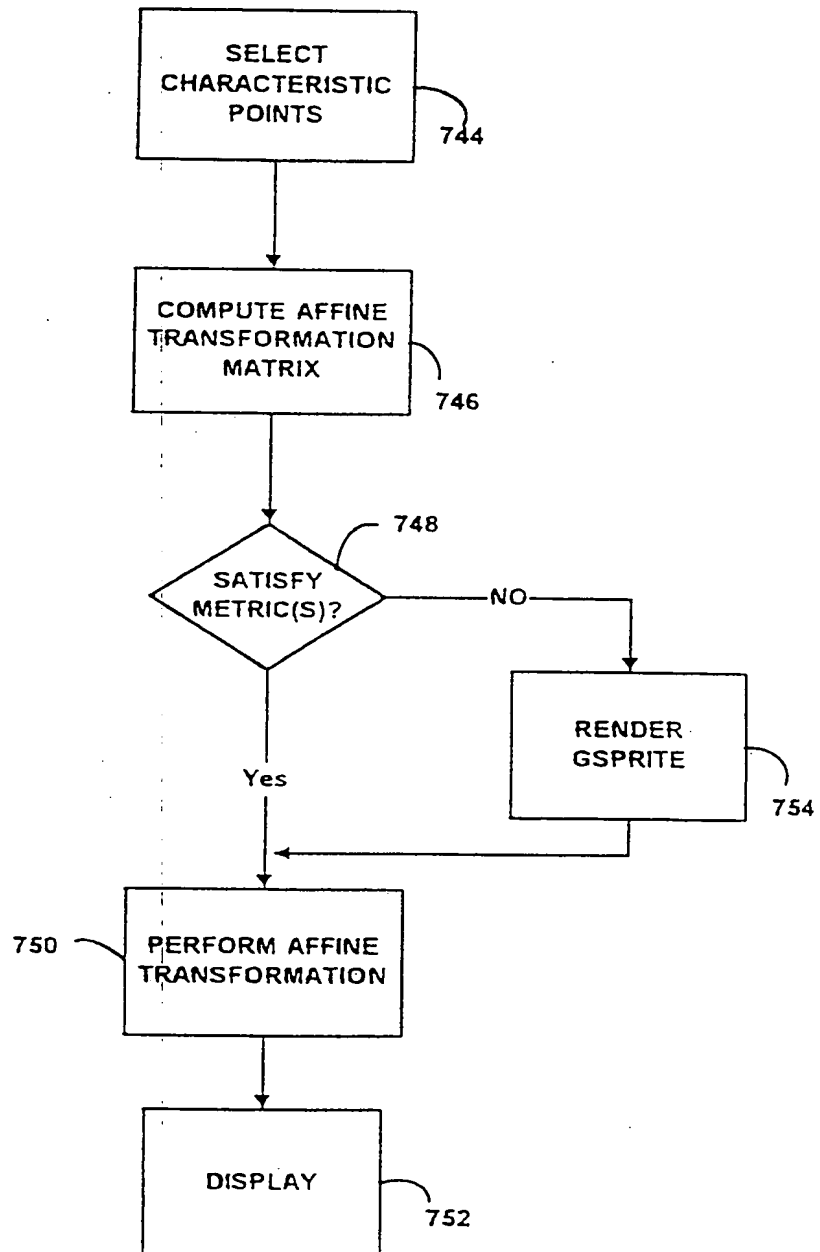 SELECT
CHARACTERISTIC
POINTS
744
COMPUTE AFFINE
TRANSFORMATION
MATRIX
746
748
SATISFY
METRIC(S)?
NO
RENDER
GSPRITE
754
Yes
750
PERFORM AFFINE
TRANSFORMATION
DISPLAY
752